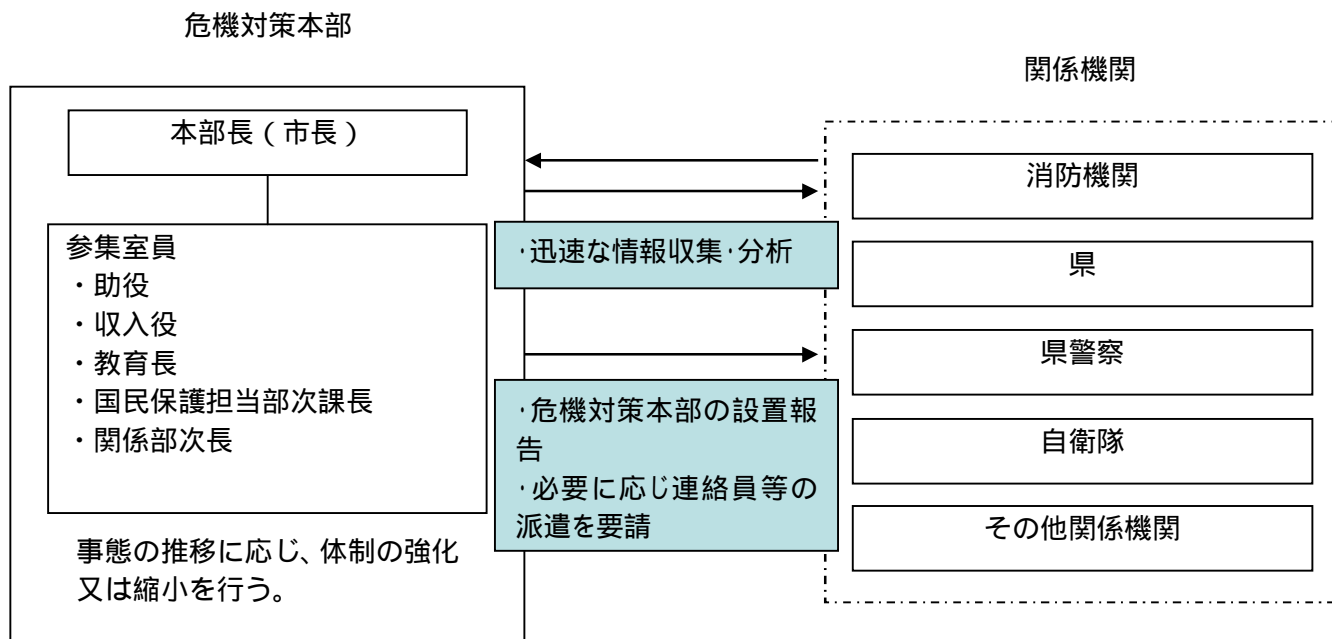 危機対策本部
関係機関
本部長(市長)
参集室員
・助役
・収入役
・教育長
・国民保護担当部次課長
・関係部次長
事態の推移に応じ、体制の強化
又は縮小を行う。
・迅速な情報収集・分析
・危機対策本部の設置報
告
・必要に応じ連絡員等の
派遣を要請
消防機関
県
県警察
自衛隊
その他関係機関